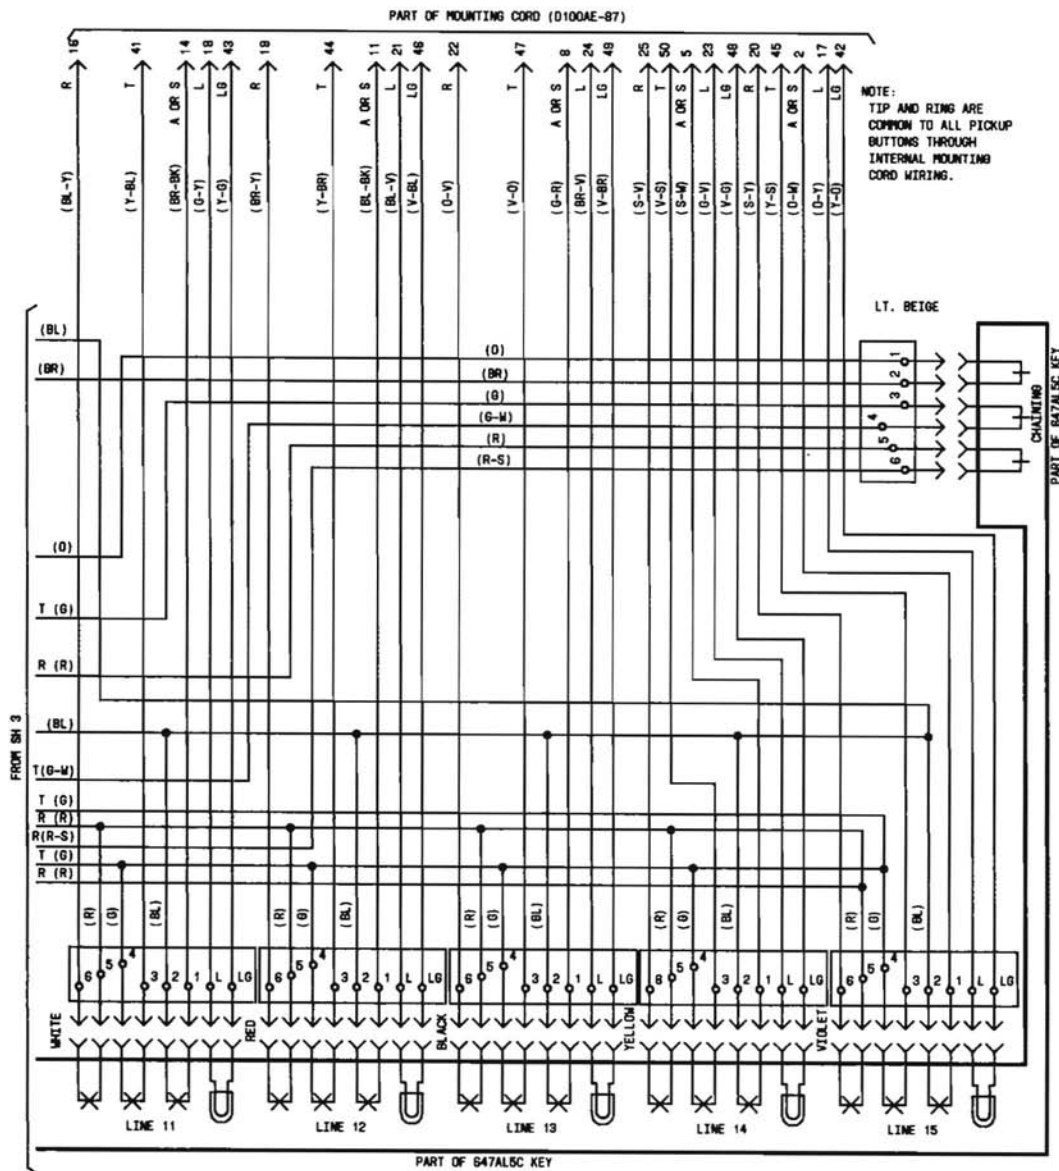 PART OF MOUNTING CORD (D100AE-87)
16 41 14 18 43 19 44 11 21 46 22 47 8 24 49 25 50 5 23 48 20 45 2 17 42
R T A OR S L LG R T A OR S L LG R T A OR S L LG R T A OR S L LG R T A OR S L LG
(BL-Y) (Y-BL) (BR-BK) (G-Y) (Y-G) (BR-Y) (Y-BR) (BL-BK) (BL-V) (V-BL) (O-V) (V-O) (G-R) (BR-V) (V-BR) (S-V) (V-S) (S-W) (G-V) (V-G) (S-Y) (Y-S) (O-W) (O-Y) (Y-O)
NOTE:
TIP AND RING ARE
COMMON TO ALL PICKUP
BUTTONS THROUGH
INTERNAL MOUNTING
CORD WIRING.
LT. BEIGE
(BL)
(O) 1
(BR) (BR) 2
(G) 3
(G-W) 4
(R) 5
(R-S) 6
CHAINING
PART OF 647AL5C KEY
(O)
T (G)
R (R)
(BL)
FROM SH 3
T(G-W)
T (G)
R (R)
R(R-S)
T (G)
R (R)
(R) (G) (BL) (R) (G) (BL) (R) (G) (BL) (R) (G) (BL) (R) (G) (BL)
6 5 4 3 2 1 L LG 6 5 4 3 2 1 L LG 6 5 4 3 2 1 L LG 6 5 4 3 2 1 L LG 6 5 4 3 2 1 L LG
WHITE RED BLACK YELLOW VIOLET
LINE 11 LINE 12 LINE 13 LINE 14 LINE 15
PART OF 647AL5C KEY